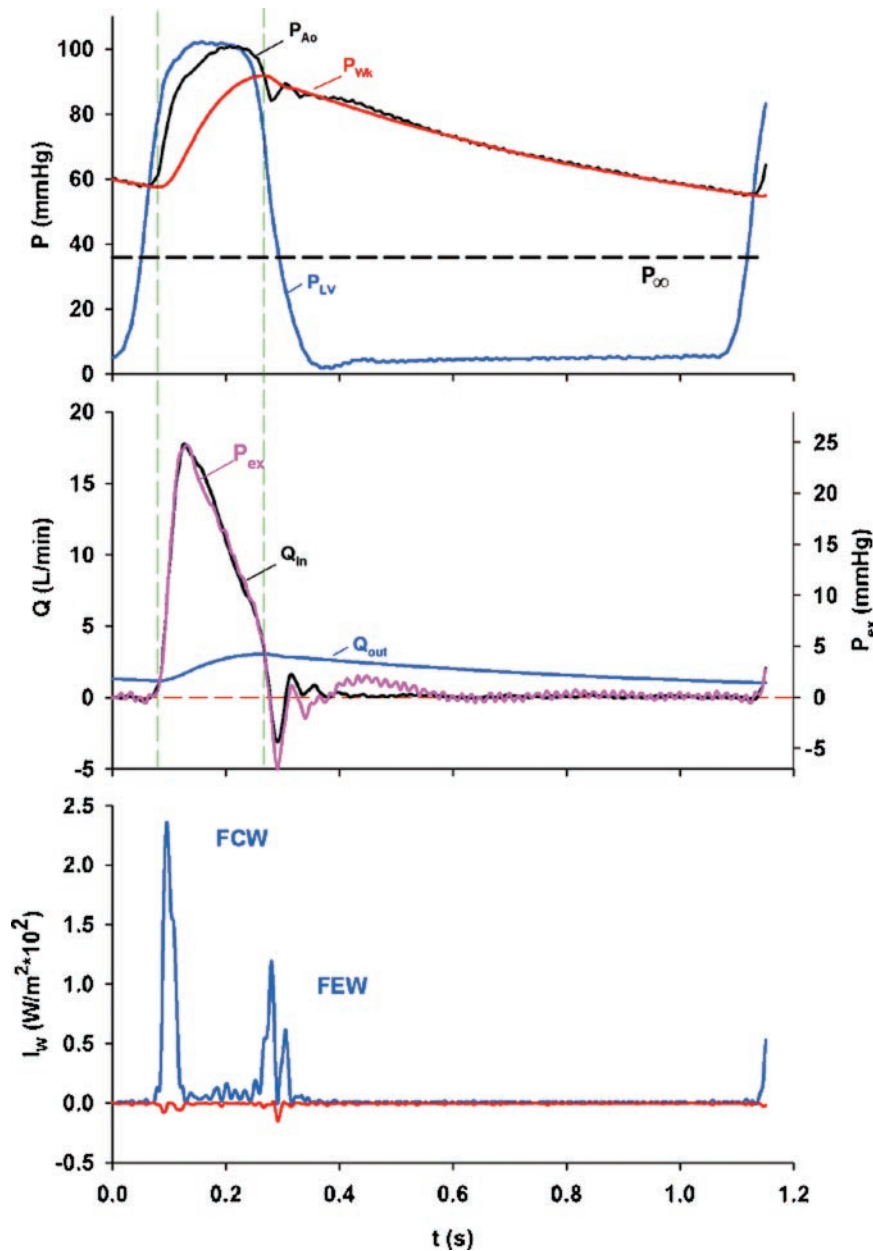 100
80
60
40
20
0
P (mmHg)
P_Ao
P_Wk
P_LV
P_∞
20
15
10
5
0
-5
Q (L/min)
P_ex
Q_in
Q_out
25
20
15
10
5
0
-5
P_ex (mmHg)
2.5
2.0
1.5
1.0
0.5
0.0
-0.5
I_W (W/m²*10²)
FCW
FEW
0.0 0.2 0.4 0.6 0.8 1.0 1.2
t (s)